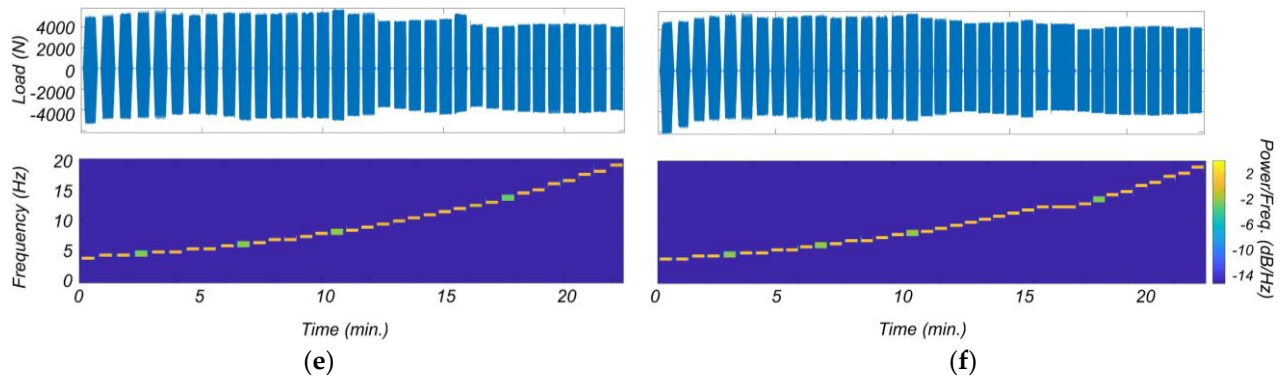 Load (N)
4000
2000
0
-2000
-4000
Frequency (Hz)
20
15
10
5
0
0 5 10 15 20
Time (min.)
(e)
0 5 10 15 20
Time (min.)
(f)
2
-2
-6
-10
-14
Power/Freq. (dB/Hz)